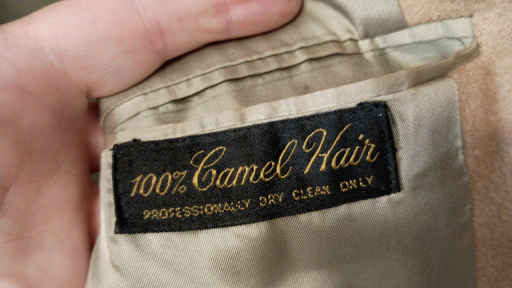 100% Camel Hair
PROFESSIONALLY DRY CLEAN ONLY